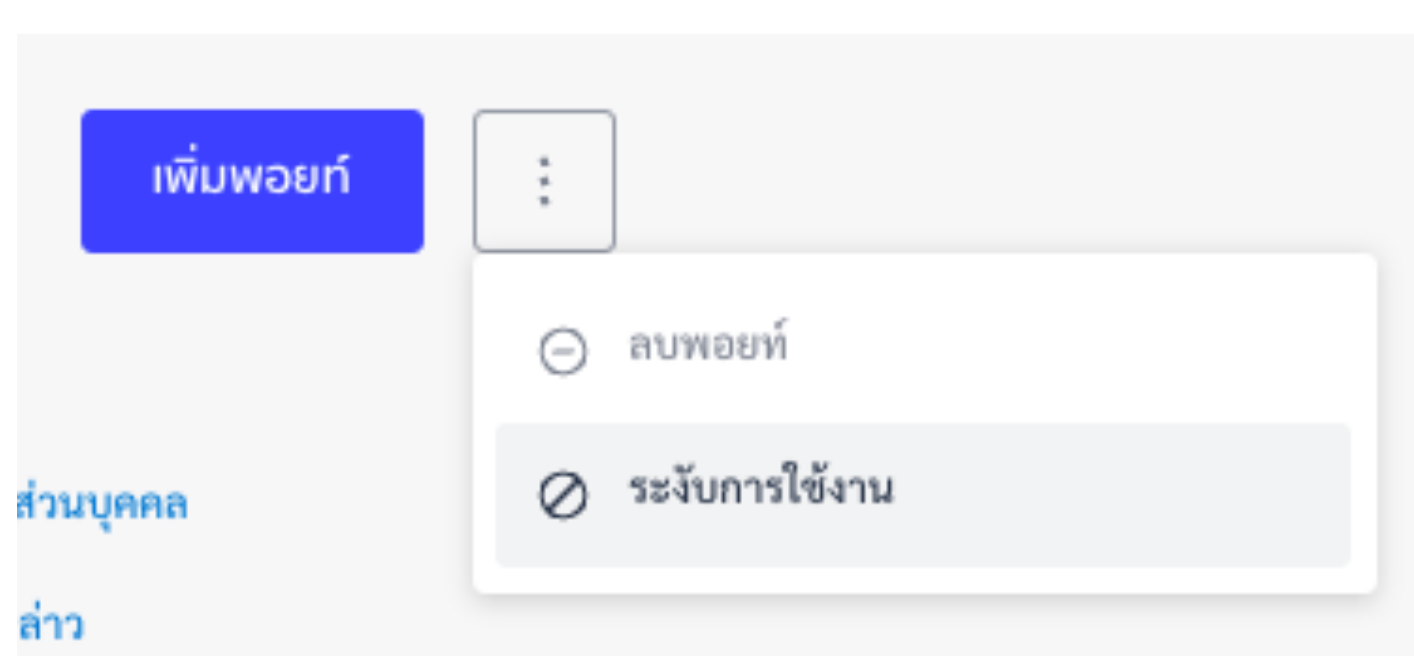 เพิ่มพอยท์
ลบพอยท์
ระงับการใช้งาน
ส่วนบุคคล
ล่าว